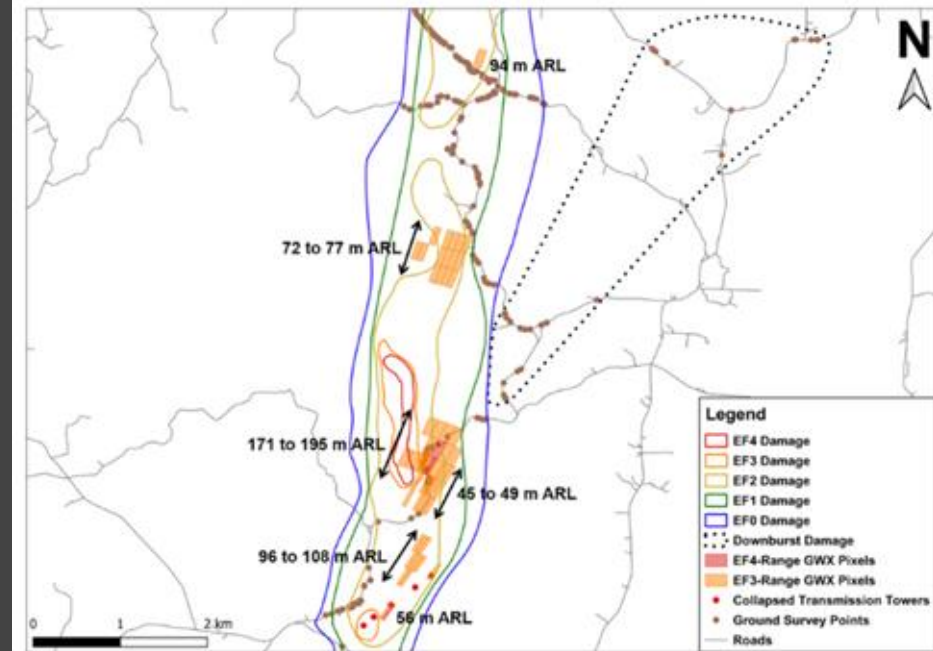 N
94 m ARL
72 to 77 m ARL
171 to 195 m ARL
45 to 49 m ARL
96 to 108 m ARL
56 m ARL
0 1 2 km
Legend
EF4 Damage
EF3 Damage
EF2 Damage
EF1 Damage
EF0 Damage
Downburst Damage
EF4-Range GWX Pixels
EF3-Range GWX Pixels
Collapsed Transmission Towers
Ground Survey Points
Roads